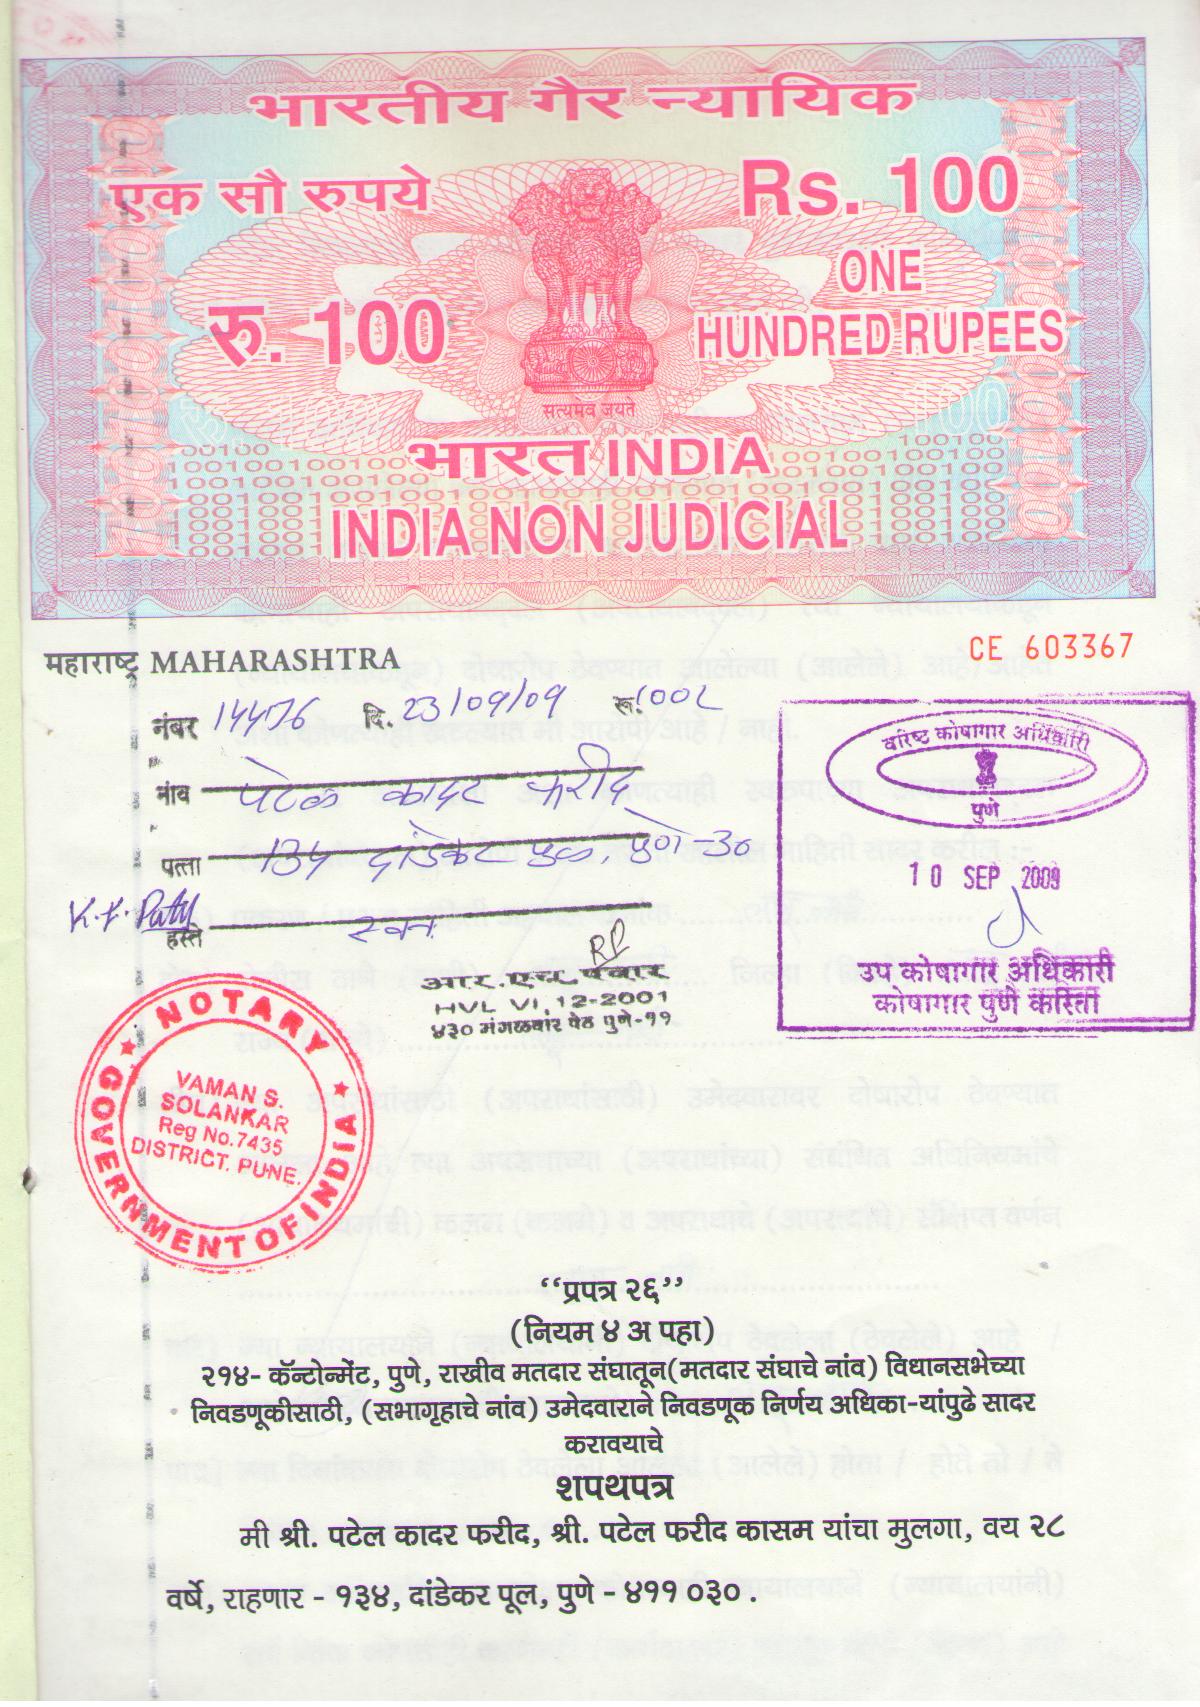 भारतीय गैर न्यायिक
एक सौ रुपये
Rs. 100
रु. 100
ONE
HUNDRED RUPEES
सत्यमेव जयते
भारत INDIA
INDIA NON JUDICIAL
महाराष्ट्र MAHARASHTRA
CE 603367
नंबर 14476 दि. 23/09/09 रू. 100/-
नांव पटेल कादर फरीद
पत्ता 134 दांडेकर पुल, पुणे-30
K.F. Patel
हस्ते स्वतः
आर. एच. पवार
HVL VI. 12-2001
४३० मंगळवार पेठ पुणे-११
वरिष्ट कोषागार अधिकारी
पुणे
10 SEP 2009
उप कोषागार अधिकारी
कोषागार पुणे करिता
NOTARY
VAMAN S.
SOLANKAR
Reg No.7435
DISTRICT. PUNE.
GOVERNMENT OF INDIA
“प्रपत्र २६”
(नियम ४ अ पहा)
२१४- कॅन्टोन्मेंट, पुणे, राखीव मतदार संघातून(मतदार संघाचे नांव) विधानसभेच्या
निवडणूकीसाठी, (सभागृहाचे नांव) उमेदवाराने निवडणूक निर्णय अधिका-यांपुढे सादर
करावयाचे
शपथपत्र
मी श्री. पटेल कादर फरीद, श्री. पटेल फरीद कासम यांचा मुलगा, वय २८
वर्षे, राहणार - १३४, दांडेकर पूल, पुणे - ४११०३०.